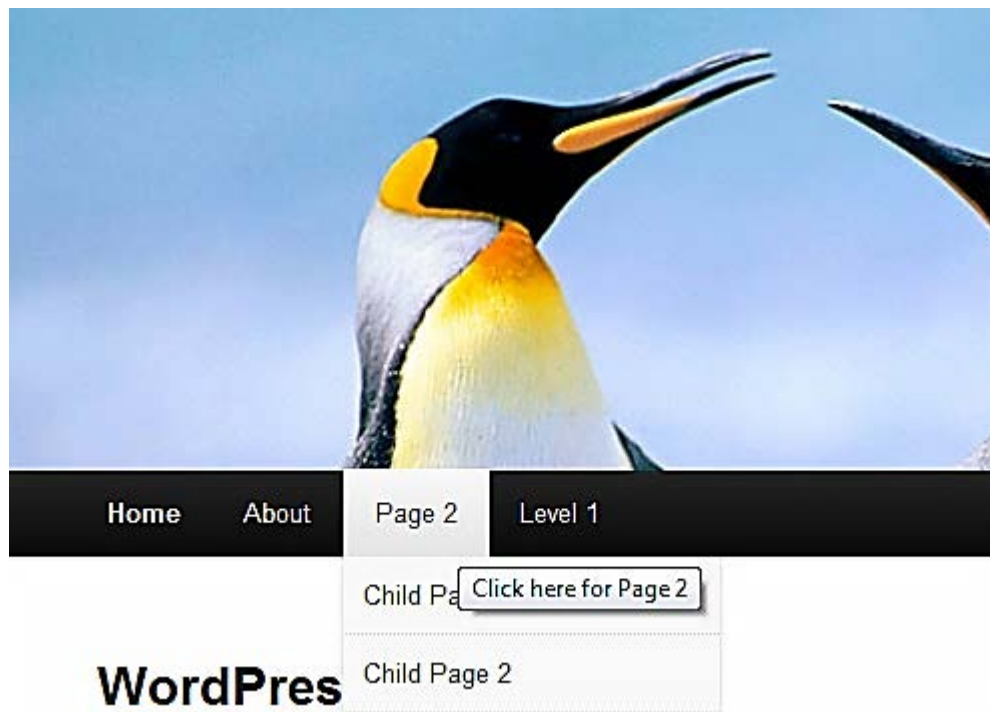 Home About Page 2 Level 1
Child Pa
Click here for Page 2
Child Page 2
WordPres